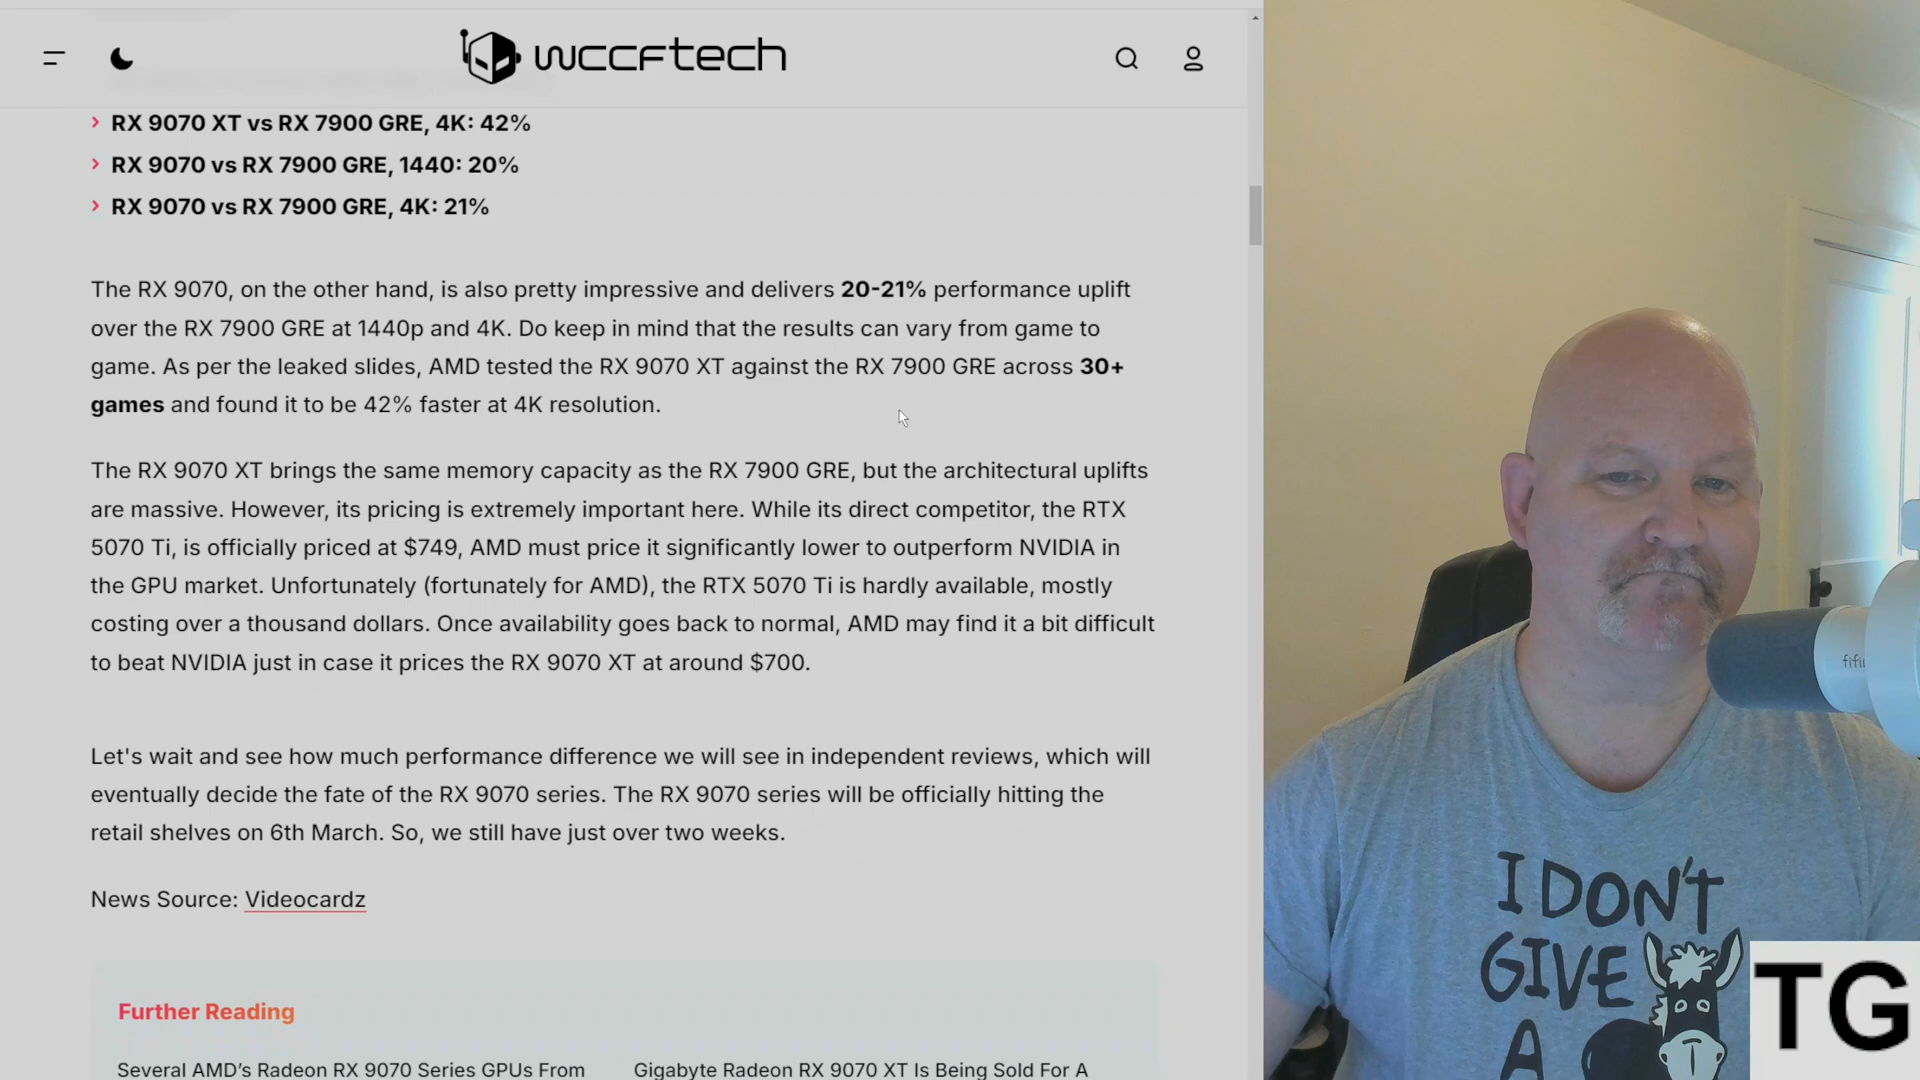 wccftech
RX 9070 XT vs RX 7900 GRE, 4K: 42%
RX 9070 vs RX 7900 GRE, 1440: 20%
RX 9070 vs RX 7900 GRE, 4K: 21%
The RX 9070, on the other hand, is also pretty impressive and delivers 20-21% performance uplift
over the RX 7900 GRE at 1440p and 4K. Do keep in mind that the results can vary from game to
game. As per the leaked slides, AMD tested the RX 9070 XT against the RX 7900 GRE across 30+
games and found it to be 42% faster at 4K resolution.
The RX 9070 XT brings the same memory capacity as the RX 7900 GRE, but the architectural uplifts
are massive. However, its pricing is extremely important here. While its direct competitor, the RTX
5070 Ti, is officially priced at $749, AMD must price it significantly lower to outperform NVIDIA in
the GPU market. Unfortunately (fortunately for AMD), the RTX 5070 Ti is hardly available, mostly
costing over a thousand dollars. Once availability goes back to normal, AMD may find it a bit difficult
to beat NVIDIA just in case it prices the RX 9070 XT at around $700.
Let's wait and see how much performance difference we will see in independent reviews, which will
eventually decide the fate of the RX 9070 series. The RX 9070 series will be officially hitting the
retail shelves on 6th March. So, we still have just over two weeks.
News Source: Videocardz
Further Reading
Several AMD's Radeon RX 9070 Series GPUs From
Gigabyte Radeon RX 9070 XT Is Being Sold For A
I DON'T
GIVE
A
TG